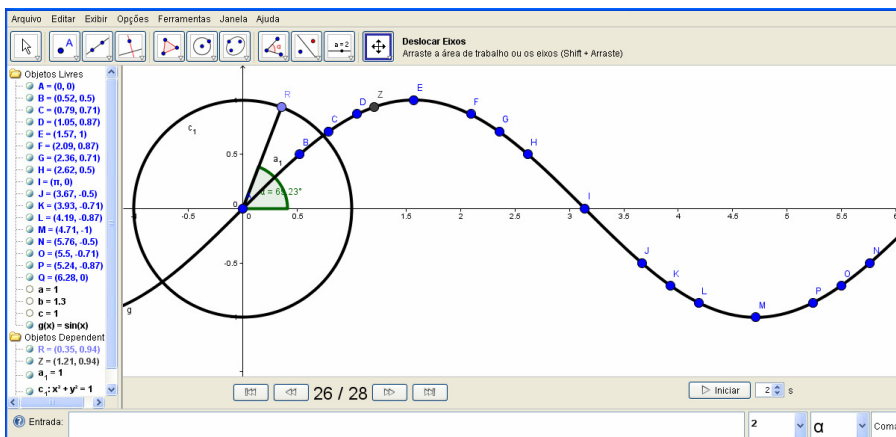 Arquivo Editar Exibir Opções Ferramentas Janela Ajuda
A
a = 2
Deslocar Eixos
Arraste a área de trabalho ou os eixos (Shift + Arraste)
Objetos Livres
A = (0, 0)
B = (0.52, 0.5)
C = (0.79, 0.71)
D = (1.05, 0.87)
E = (1.57, 1)
F = (2.09, 0.87)
G = (2.36, 0.71)
H = (2.62, 0.5)
I = (π, 0)
J = (3.67, -0.5)
K = (3.93, -0.71)
L = (4.19, -0.87)
M = (4.71, -1)
N = (5.76, -0.5)
O = (5.5, -0.71)
P = (5.24, -0.87)
Q = (6.28, 0)
a = 1
b = 1.3
c = 1
g(x) = sin(x)
Objetos Dependent
R = (0.35, 0.94)
Z = (1.21, 0.94)
a₁ = 1
c₁: x² + y² = 1
R
Z
E
D
F
C
G
c₁
B
H
a₁
0.5
69.23°
I
0
-0.5 0 0.5 1.5 2 2.5 3 3.5 4 4.5 5 5.5 6
-0.5
J
K
L
M
P
O
N
g
26 / 28
Iniciar
2 s
Entrada:
2
α
Coma